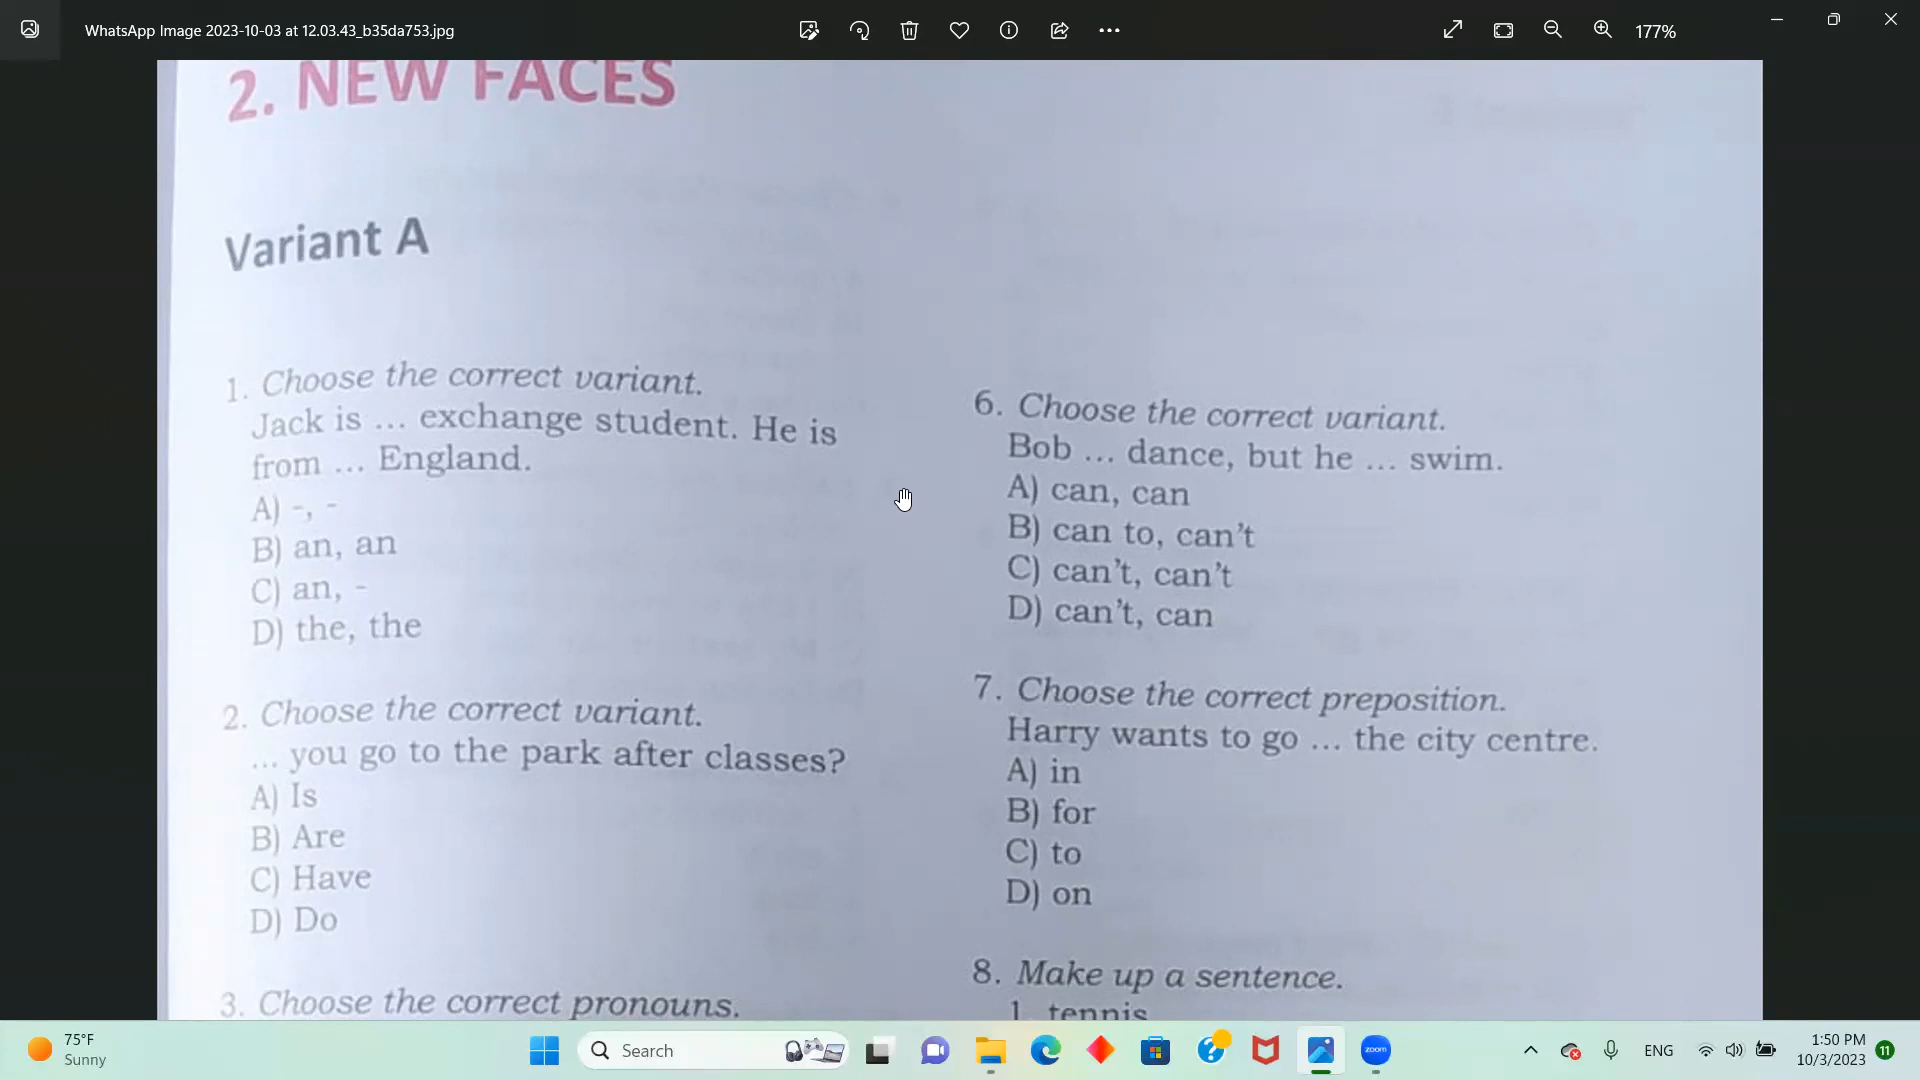 WhatsApp Image 2023-10-03 at 12.03.43_b35da753.jpg
177%
2. NEW FACES
Variant A
1. Choose the correct variant.
Jack is ... exchange student. He is
from ... England.
A) -, -
B) an, an
C) an, -
D) the, the
2. Choose the correct variant.
... you go to the park after classes?
A) Is
B) Are
C) Have
D) Do
3. Choose the correct pronouns.
6. Choose the correct variant.
Bob ... dance, but he ... swim.
A) can, can
B) can to, can't
C) can't, can't
D) can't, can
7. Choose the correct preposition.
Harry wants to go ... the city centre.
A) in
B) for
C) to
D) on
8. Make up a sentence.
1. tennis
75°F
Sunny
Search
zoom
ENG
1:50 PM
10/3/2023
11